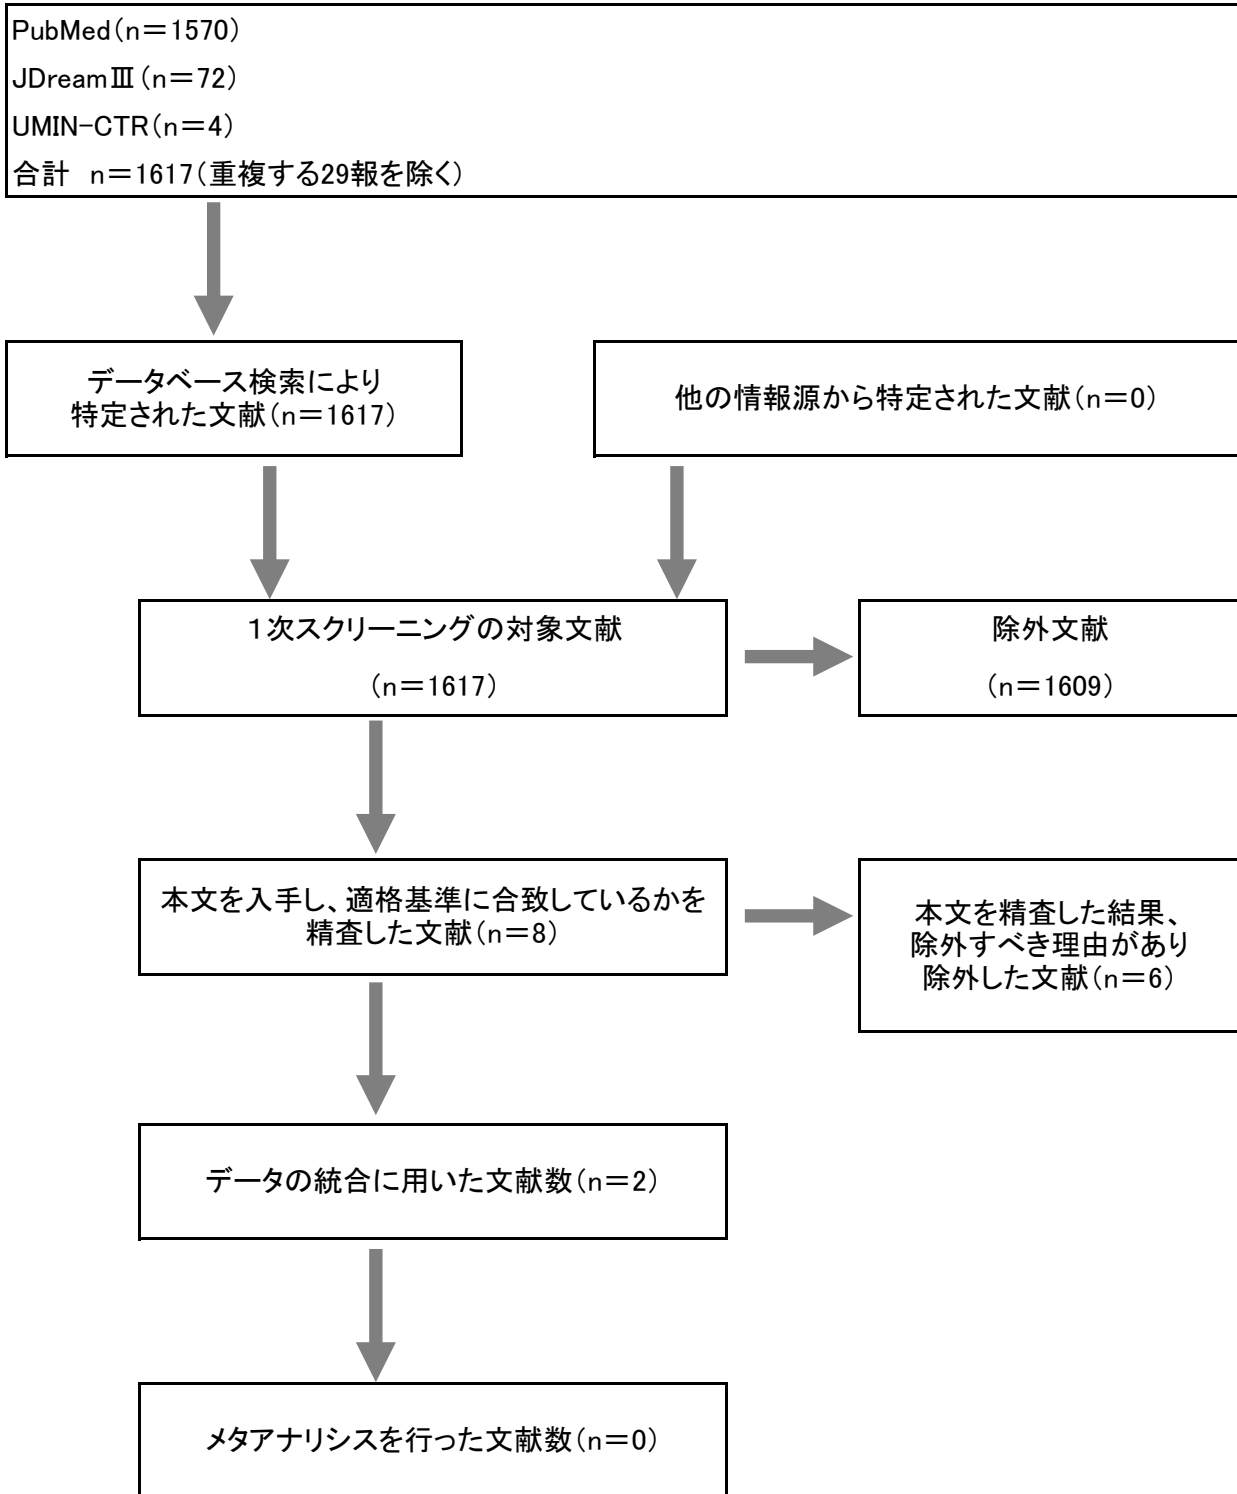 PubMed(n＝1570)
JDreamⅢ(n＝72)
UMIN-CTR(n＝4)
合計　n＝1617(重複する29報を除く)
データベース検索により
特定された文献(n＝1617)
他の情報源から特定された文献(n＝0)
１次スクリーニングの対象文献
(n＝1617)
除外文献
(n＝1609)
本文を入手し、適格基準に合致しているかを
精査した文献(n＝8)
本文を精査した結果、
除外すべき理由があり
除外した文献(n＝6)
データの統合に用いた文献数(n＝2)
メタアナリシスを行った文献数(n＝0)